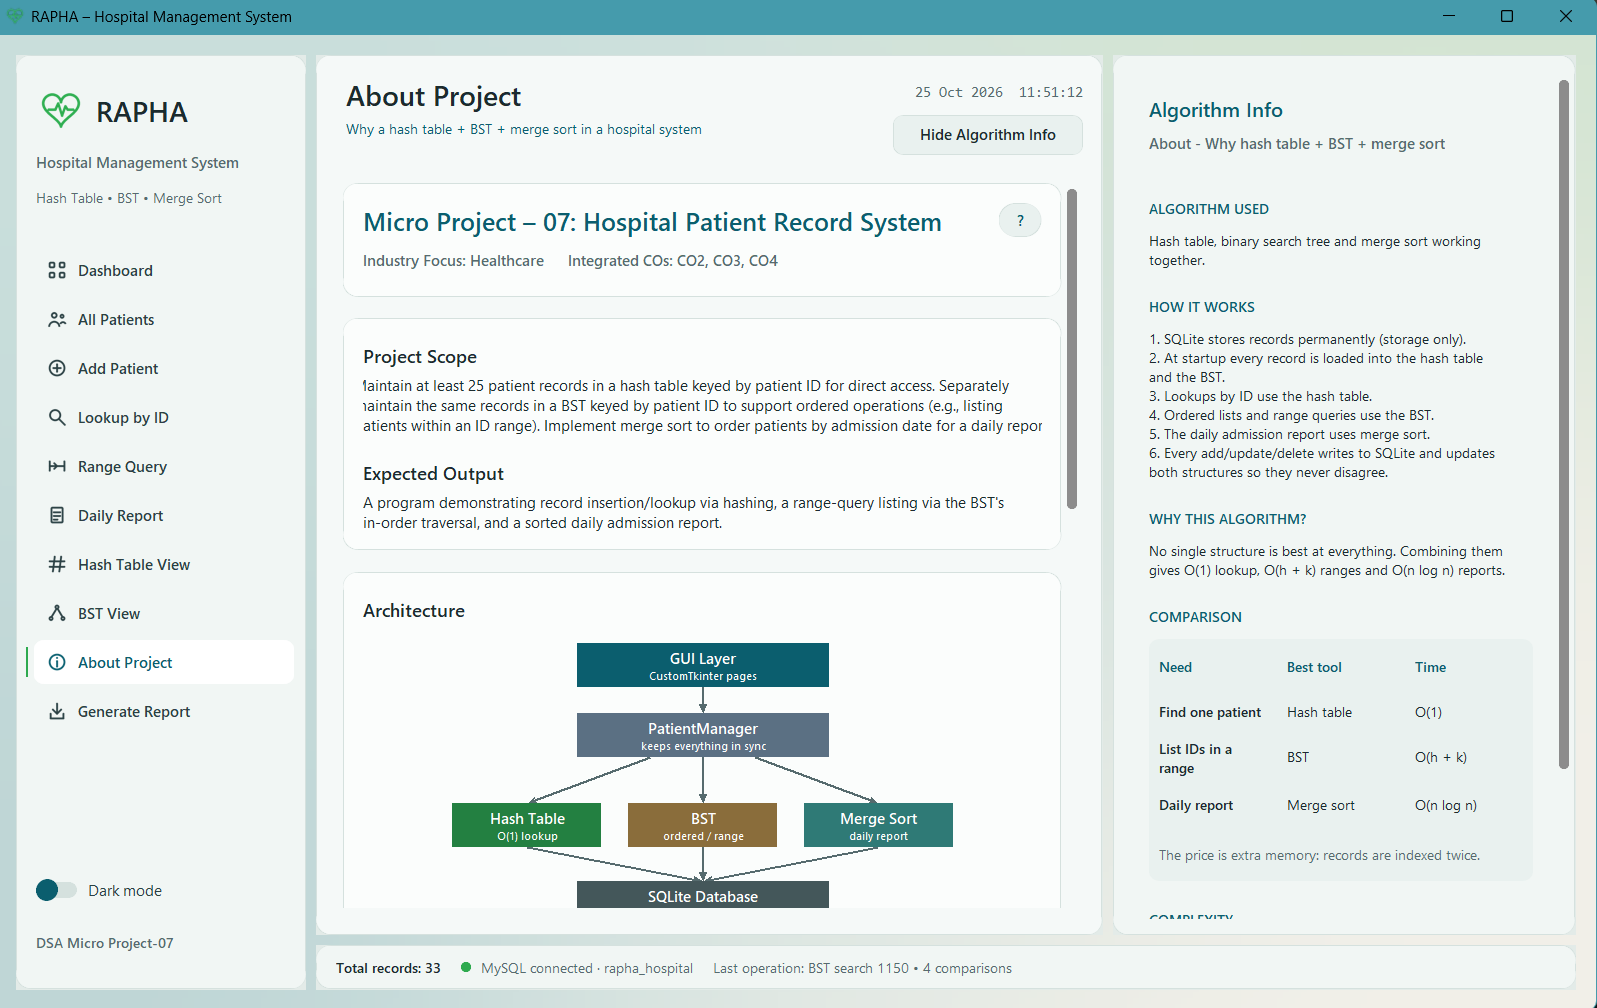 RAPHA – Hospital Management System
RAPHA
Hospital Management System
Hash Table • BST • Merge Sort
Dashboard
All Patients
Add Patient
Lookup by ID
Range Query
Daily Report
Hash Table View
BST View
About Project
Generate Report
Dark mode
DSA Micro Project-07
About Project
Why a hash table + BST + merge sort in a hospital system
25 Oct 2026 11:51:12
Hide Algorithm Info
Micro Project – 07: Hospital Patient Record System
?
Industry Focus: Healthcare Integrated COs: CO2, CO3, CO4
Project Scope
aintain at least 25 patient records in a hash table keyed by patient ID for direct access. Separately
aintain the same records in a BST keyed by patient ID to support ordered operations (e.g., listing
atients within an ID range). Implement merge sort to order patients by admission date for a daily repor
Expected Output
A program demonstrating record insertion/lookup via hashing, a range-query listing via the BST's
in-order traversal, and a sorted daily admission report.
Architecture
GUI Layer
CustomTkinter pages
PatientManager
keeps everything in sync
Hash Table
O(1) lookup
BST
ordered / range
Merge Sort
daily report
SQLite Database
Algorithm Info
About - Why hash table + BST + merge sort
ALGORITHM USED
Hash table, binary search tree and merge sort working
together.
HOW IT WORKS
1. SQLite stores records permanently (storage only).
2. At startup every record is loaded into the hash table
and the BST.
3. Lookups by ID use the hash table.
4. Ordered lists and range queries use the BST.
5. The daily admission report uses merge sort.
6. Every add/update/delete writes to SQLite and updates
both structures so they never disagree.
WHY THIS ALGORITHM?
No single structure is best at everything. Combining them
gives O(1) lookup, O(h + k) ranges and O(n log n) reports.
COMPARISON
Need Best tool Time
Find one patient Hash table O(1)
List IDs in a
range BST O(h + k)
Daily report Merge sort O(n log n)
The price is extra memory: records are indexed twice.
COMPLEXITY
Total records: 33 MySQL connected · rapha_hospital Last operation: BST search 1150 • 4 comparisons